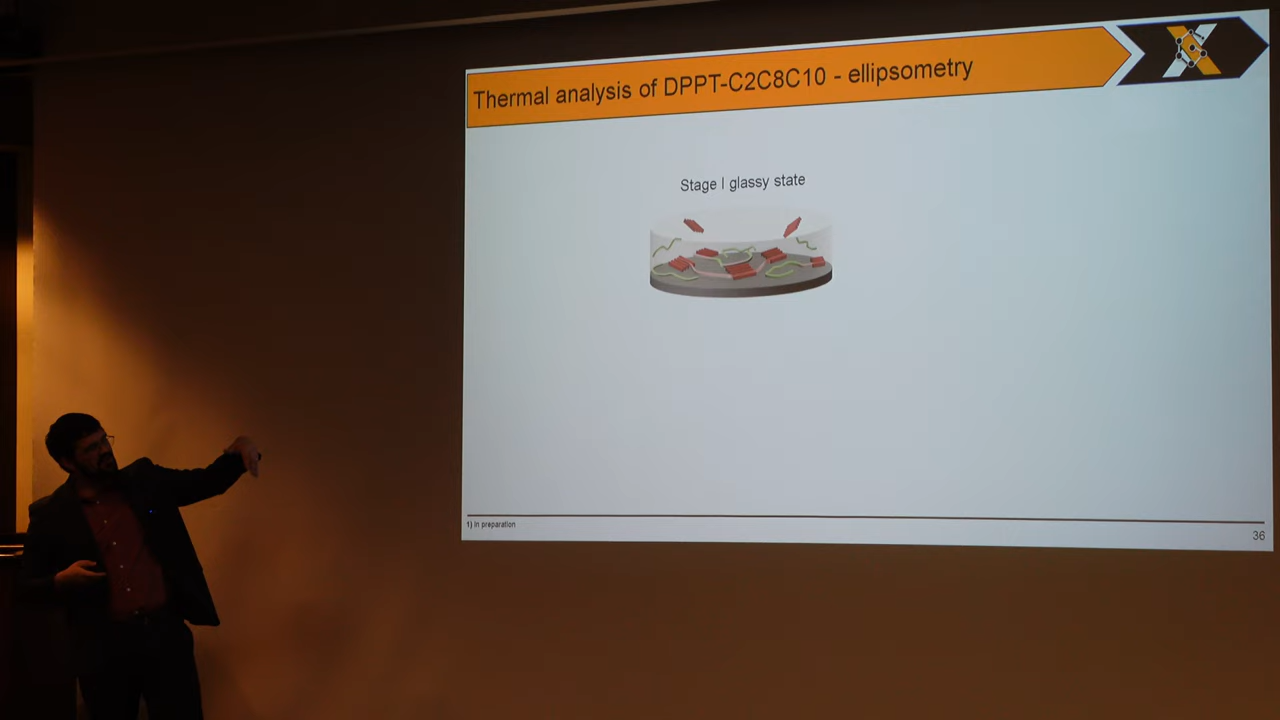 Thermal analysis of DPPT-C2C8C10 - ellipsometry
Stage I glassy state
1) In preparation
36